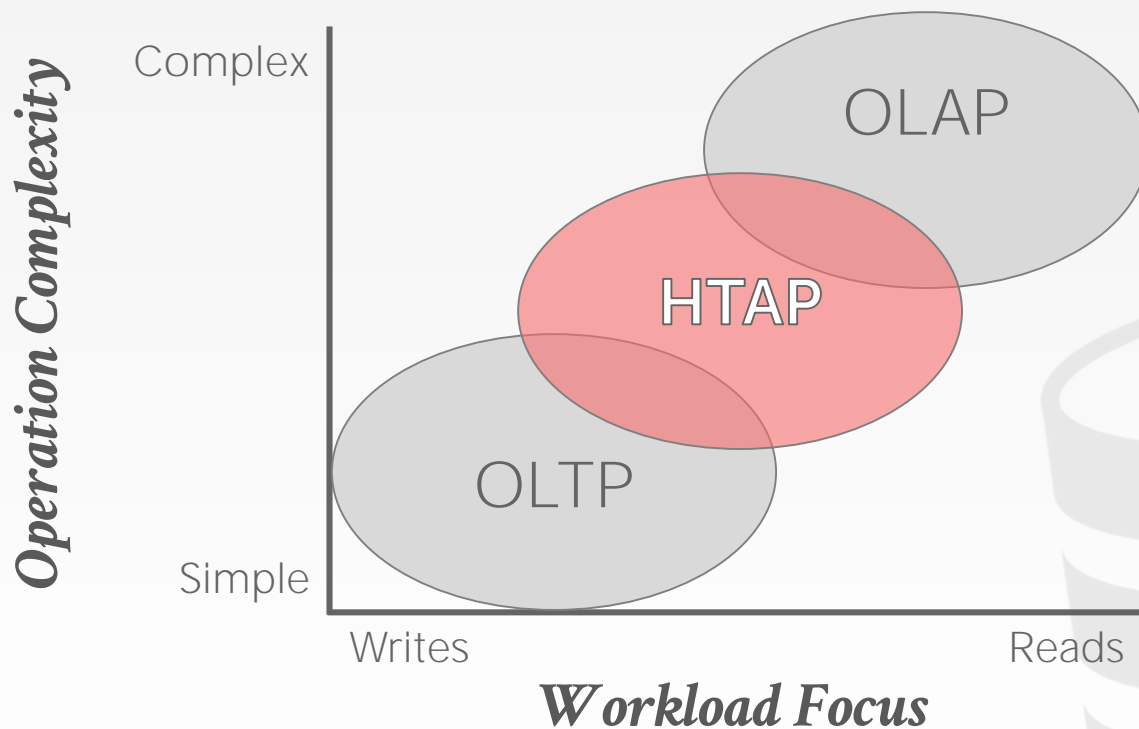 Operation Complexity
Complex
OLAP
HTAP
OLTP
Simple
Writes
Reads
Workload Focus